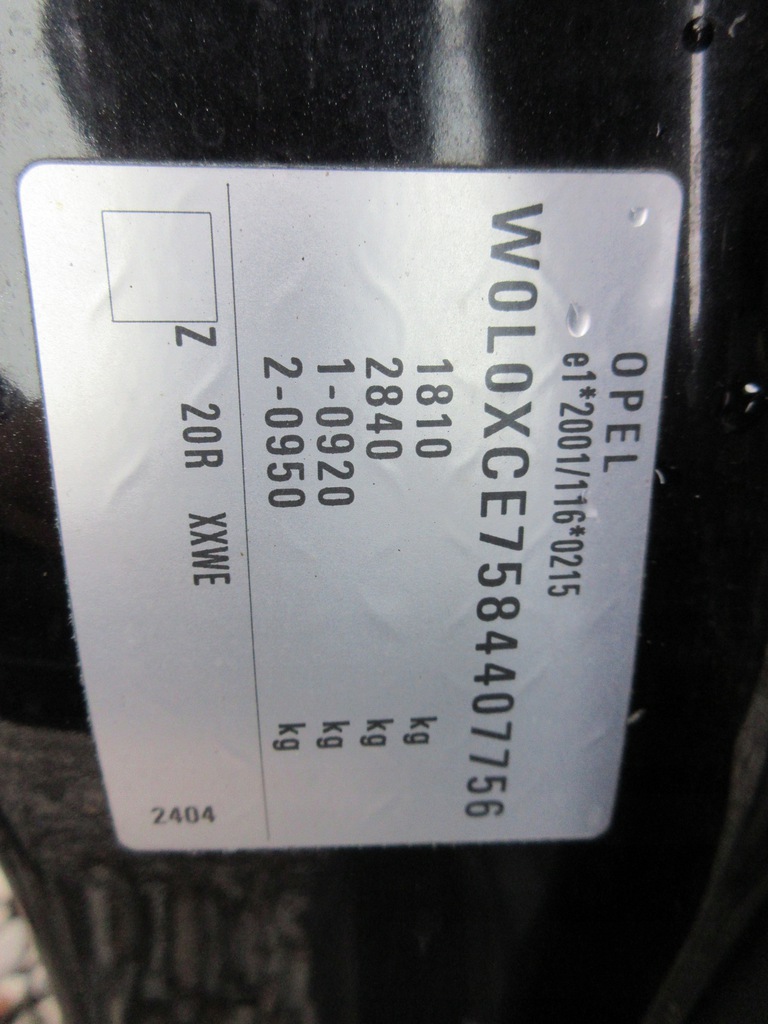 OPEL
e1*2001/116*0215
W0L0XCE7584407756
1810 kg
2840 kg
1-0920 kg
2-0950 kg
Z 20R XXWE
2404